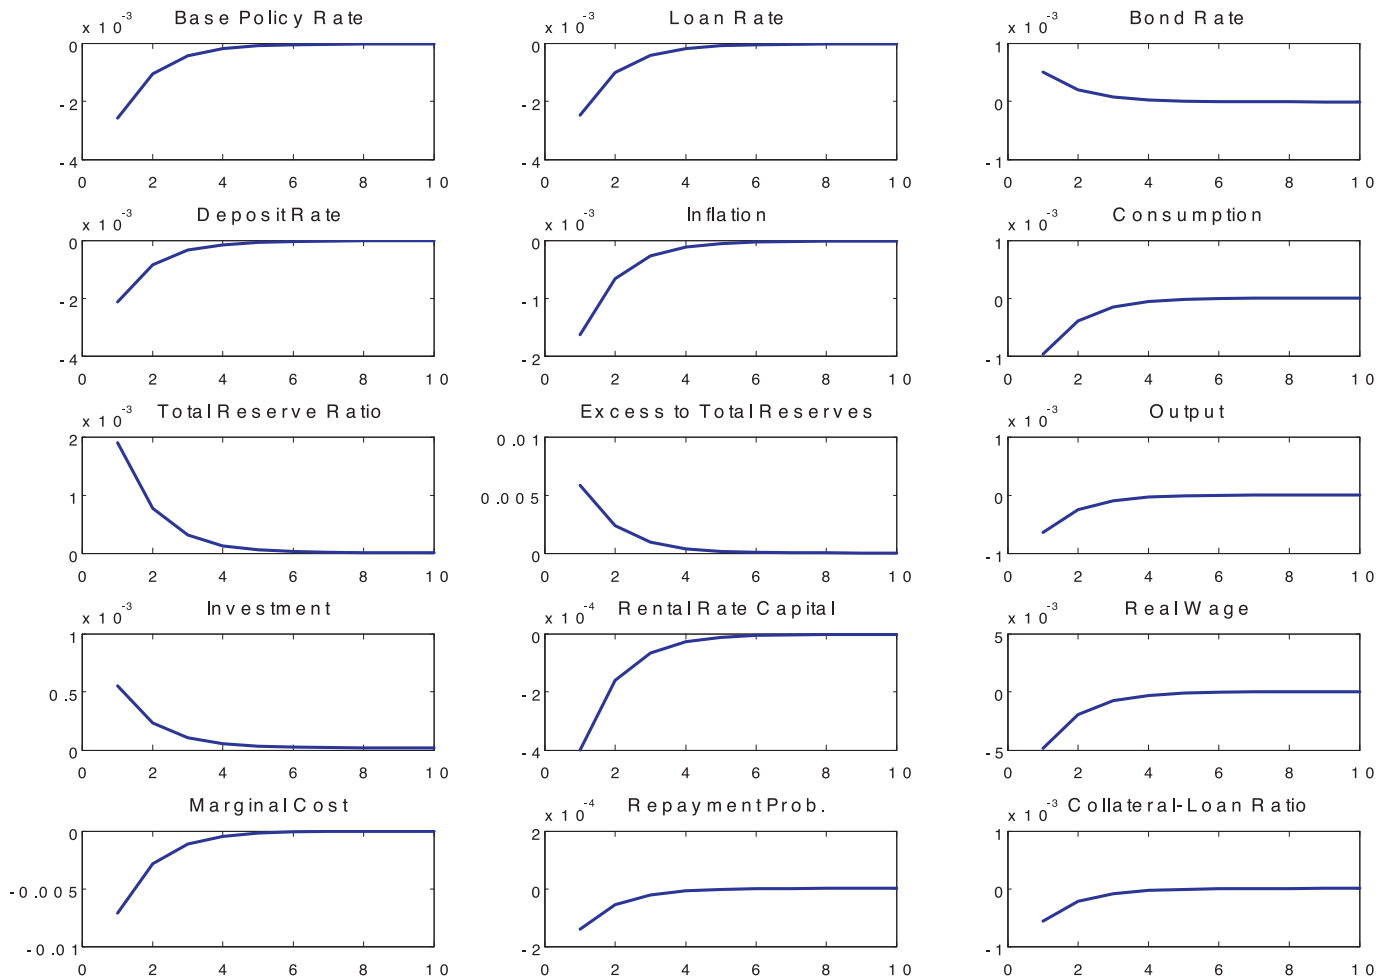 Base Policy Rate
x 10^-3
0
-2
-4
0 2 4 6 8 10
Loan Rate
x 10^-3
0
-2
-4
0 2 4 6 8 10
Bond Rate
x 10^-3
1
0
-1
0 2 4 6 8 10
Deposit Rate
x 10^-3
0
-2
-4
0 2 4 6 8 10
Inflation
x 10^-3
0
-1
-2
0 2 4 6 8 10
Consumption
x 10^-3
1
0
-1
0 2 4 6 8 10
Total Reserve Ratio
x 10^-3
2
1
0
0 2 4 6 8 10
Excess to Total Reserves
0.01
0.005
0
0 2 4 6 8 10
Output
x 10^-3
1
0
-1
0 2 4 6 8 10
Investment
x 10^-3
1
0.5
0
0 2 4 6 8 10
Rental Rate Capital
x 10^-4
0
-2
-4
0 2 4 6 8 10
Real Wage
x 10^-3
5
0
-5
0 2 4 6 8 10
Marginal Cost
0
-0.005
-0.01
0 2 4 6 8 10
Repayment Prob.
x 10^-4
2
0
-2
0 2 4 6 8 10
Collateral-Loan Ratio
x 10^-3
1
0
-1
0 2 4 6 8 10